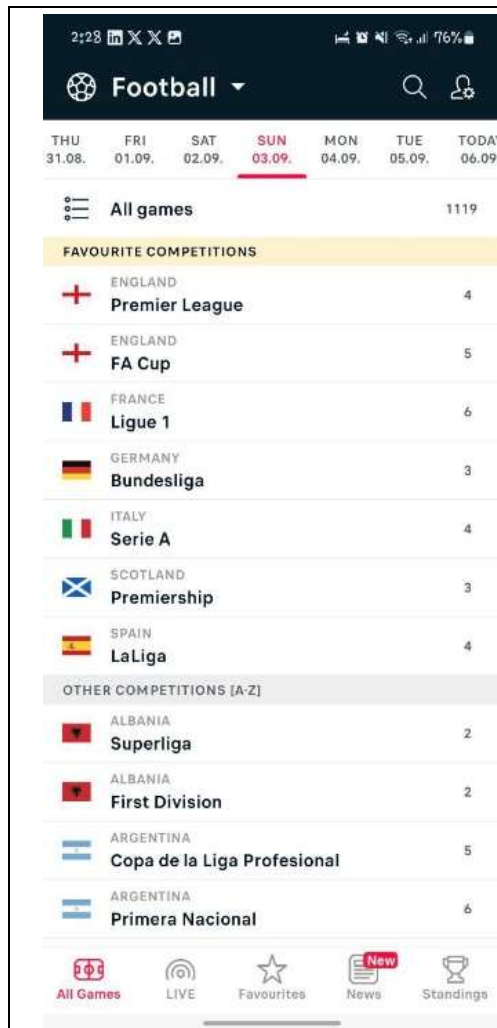 2:28 76%
Football
THU FRI SAT SUN MON TUE TODAY
31.08. 01.09. 02.09. 03.09. 04.09. 05.09. 06.09
All games 1119
FAVOURITE COMPETITIONS
ENGLAND
Premier League 4
ENGLAND
FA Cup 5
FRANCE
Ligue 1 6
GERMANY
Bundesliga 3
ITALY
Serie A 4
SCOTLAND
Premiership 3
SPAIN
LaLiga 4
OTHER COMPETITIONS [A-Z]
ALBANIA
Superliga 2
ALBANIA
First Division 2
ARGENTINA
Copa de la Liga Profesional 5
ARGENTINA
Primera Nacional 6
New
All Games LIVE Favourites News Standings